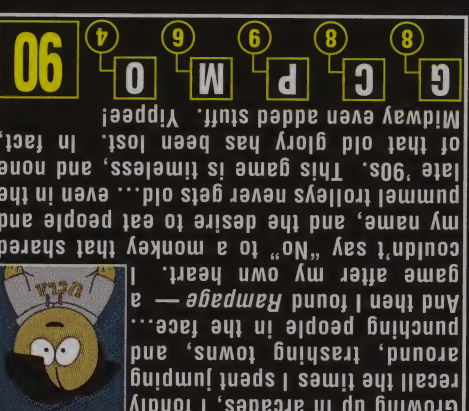 Growing up in arcades, I fondly
recall the times I spent jumping
around, trashing towns, and
punching people in the face...
And then I found Rampage — a
game after my own heart. I
couldn't say "No" to a monkey that shared
my name, and the desire to eat people and
pummel trolleys never gets old... even in the
late '90s. This game is timeless, and none
of that old glory has been lost. In fact,
Midway even added stuff. Yippee!
G C P M O 90
8 8 9 6 4